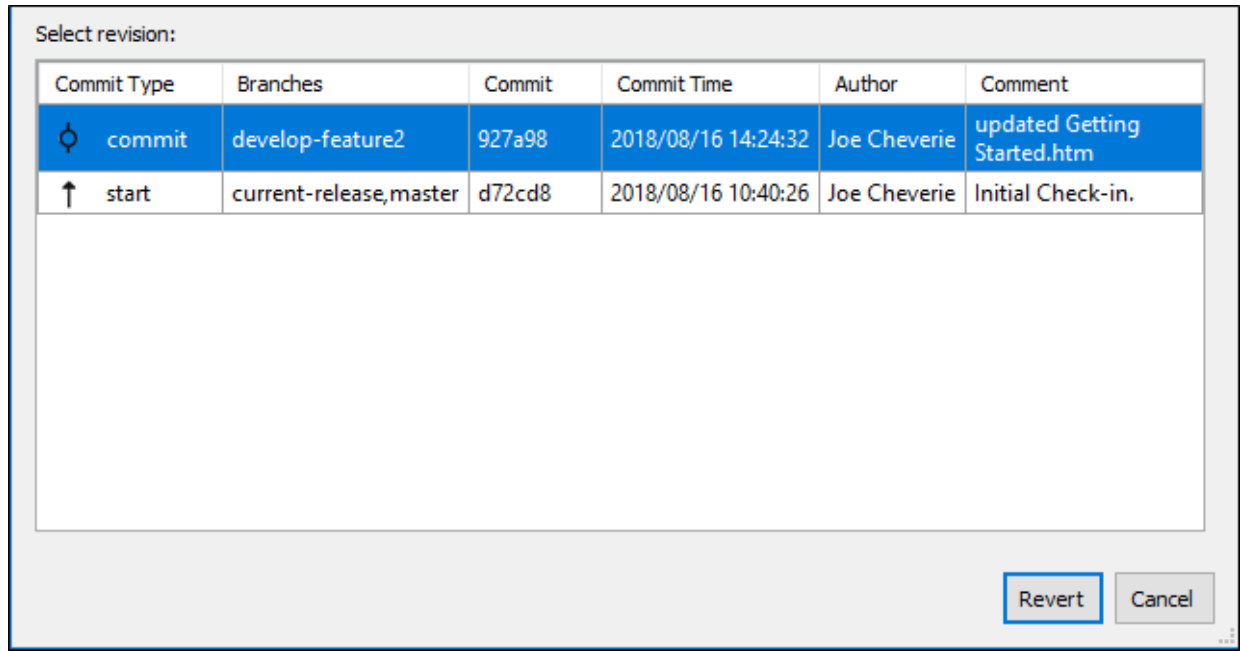 Select revision:
Commit Type Branches Commit Commit Time Author Comment
commit develop-feature2 927a98 2018/08/16 14:24:32 Joe Cheverie updated Getting
Started.htm
start current-release,master d72cd8 2018/08/16 10:40:26 Joe Cheverie Initial Check-in.
Revert Cancel